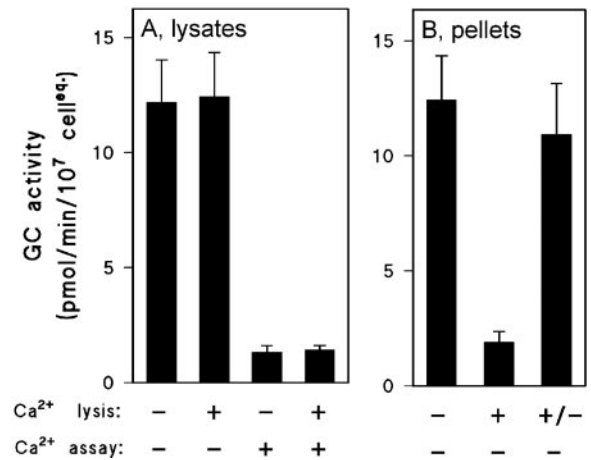 A, lysates
B, pellets
GC activity
(pmol/min/10⁷ cell^eq.)
15
10
5
0
15
10
5
0
Ca²⁺ lysis: − + − + − + +/−
Ca²⁺ assay: − − + + − − −